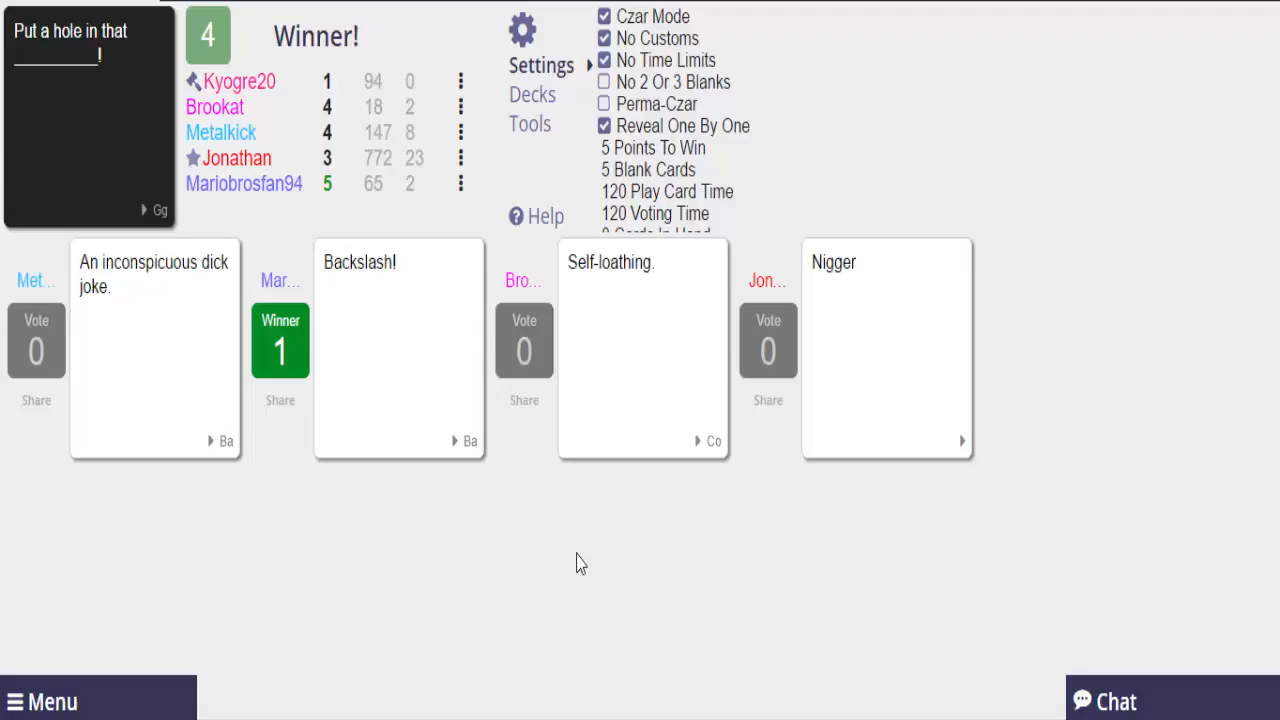 Put a hole in that
__________!
Gg
4
Winner!
Kyogre20 1 94 0
Brookat 4 18 2
Metalkick 4 147 8
Jonathan 3 772 23
Mariobrosfan94 5 65 2
Settings
Decks
Tools
Help
Czar Mode
No Customs
No Time Limits
No 2 Or 3 Blanks
Perma-Czar
Reveal One By One
5 Points To Win
5 Blank Cards
120 Play Card Time
120 Voting Time
Met...
Vote
0
Share
An inconspicuous dick
joke.
Ba
Mar...
Winner
1
Share
Backslash!
Ba
Bro...
Vote
0
Share
Self-loathing.
Co
Jon...
Vote
0
Share
Nigger
Menu
Chat